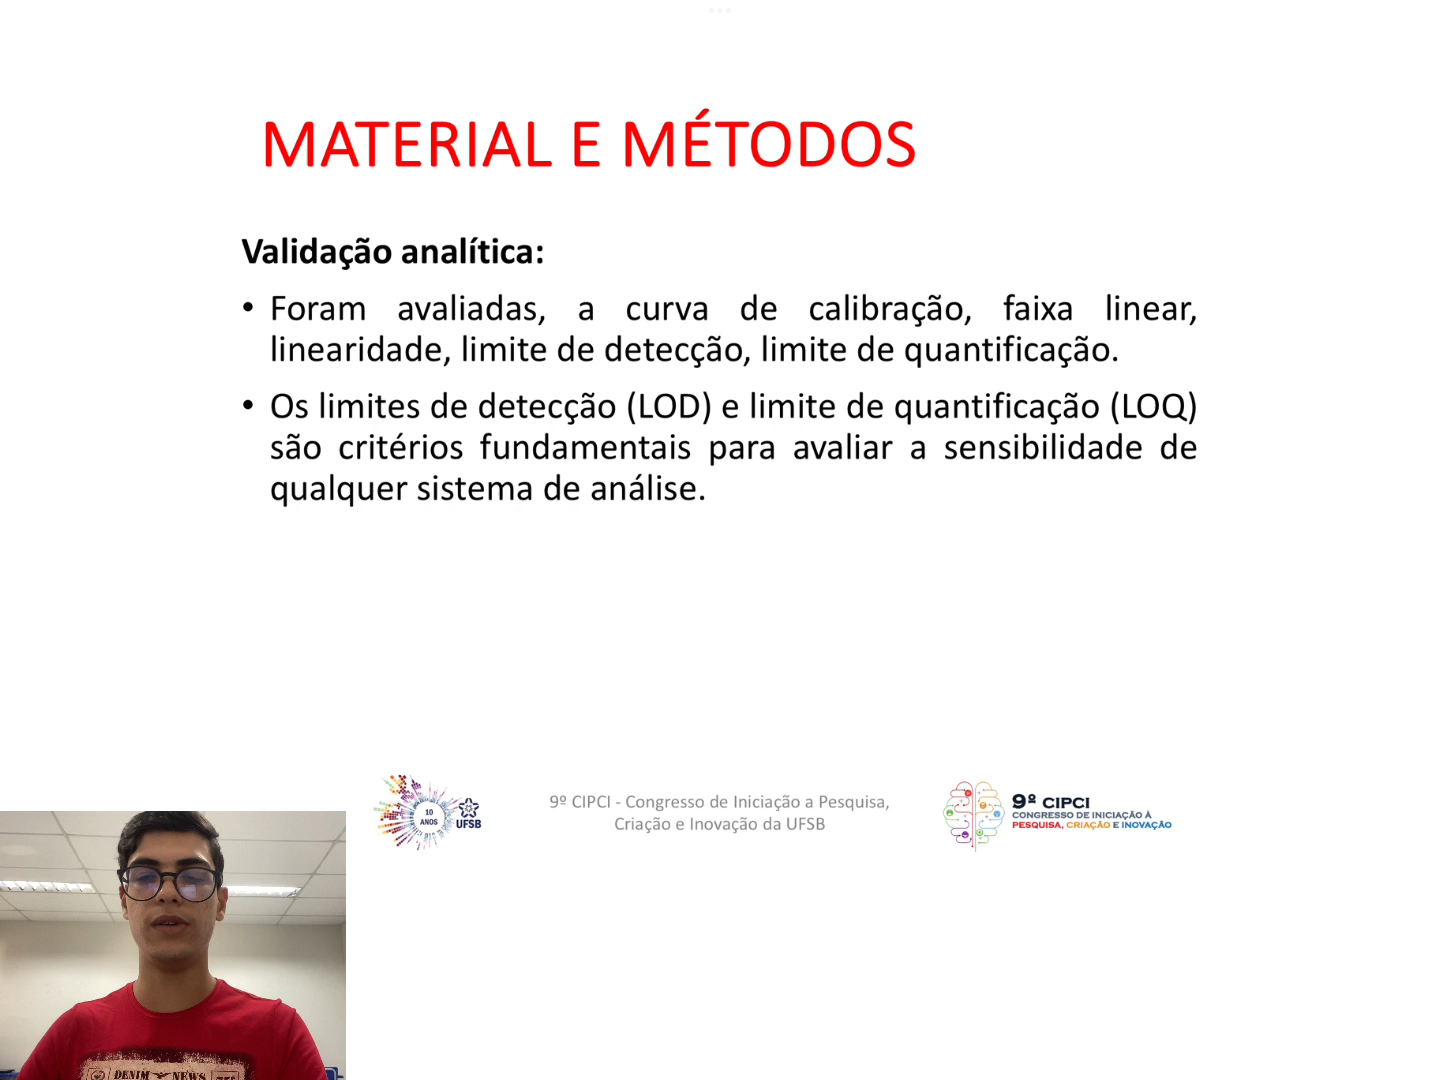 MATERIAL E MÉTODOS
Validação analítica:
• Foram avaliadas, a curva de calibração, faixa linear,
linearidade, limite de detecção, limite de quantificação.
• Os limites de detecção (LOD) e limite de quantificação (LOQ)
são critérios fundamentais para avaliar a sensibilidade de
qualquer sistema de análise.
10
ANOS
UFSB
9º CIPCI - Congresso de Iniciação a Pesquisa,
Criação e Inovação da UFSB
9º CIPCI
CONGRESSO DE INICIAÇÃO À
PESQUISA, CRIAÇÃO E INOVAÇÃO
DENIM NEWS